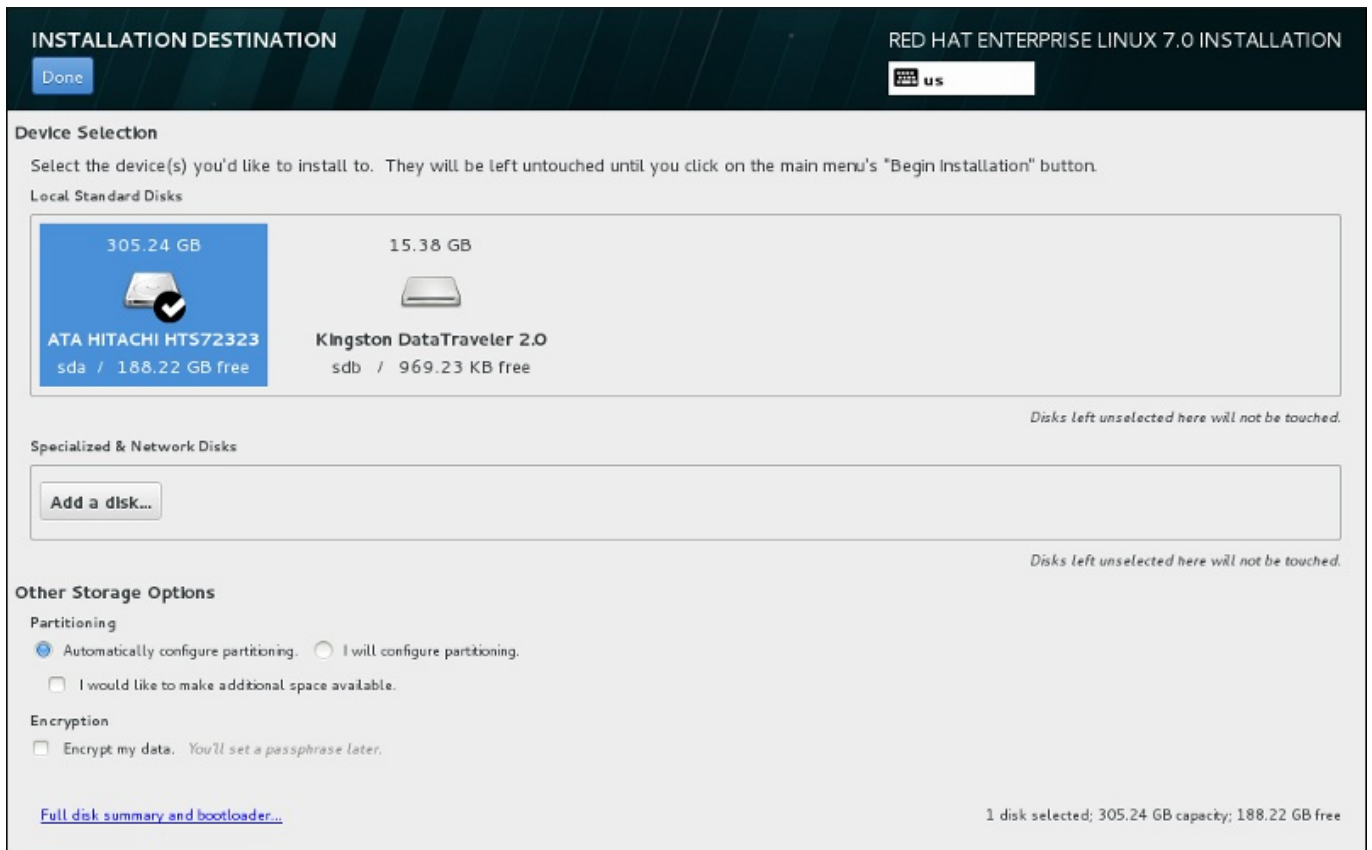 INSTALLATION DESTINATION
RED HAT ENTERPRISE LINUX 7.0 INSTALLATION
Done
us
Device Selection
Select the device(s) you'd like to install to. They will be left untouched until you click on the main menu's "Begin Installation" button.
Local Standard Disks
305.24 GB
ATA HITACHI HTS72323
sda / 188.22 GB free
15.38 GB
Kingston DataTraveler 2.0
sdb / 969.23 KB free
Disks left unselected here will not be touched.
Specialized & Network Disks
Add a disk...
Disks left unselected here will not be touched.
Other Storage Options
Partitioning
Automatically configure partitioning. I will configure partitioning.
I would like to make additional space available.
Encryption
Encrypt my data. You'll set a passphrase later.
Full disk summary and bootloader...
1 disk selected; 305.24 GB capacity; 188.22 GB free